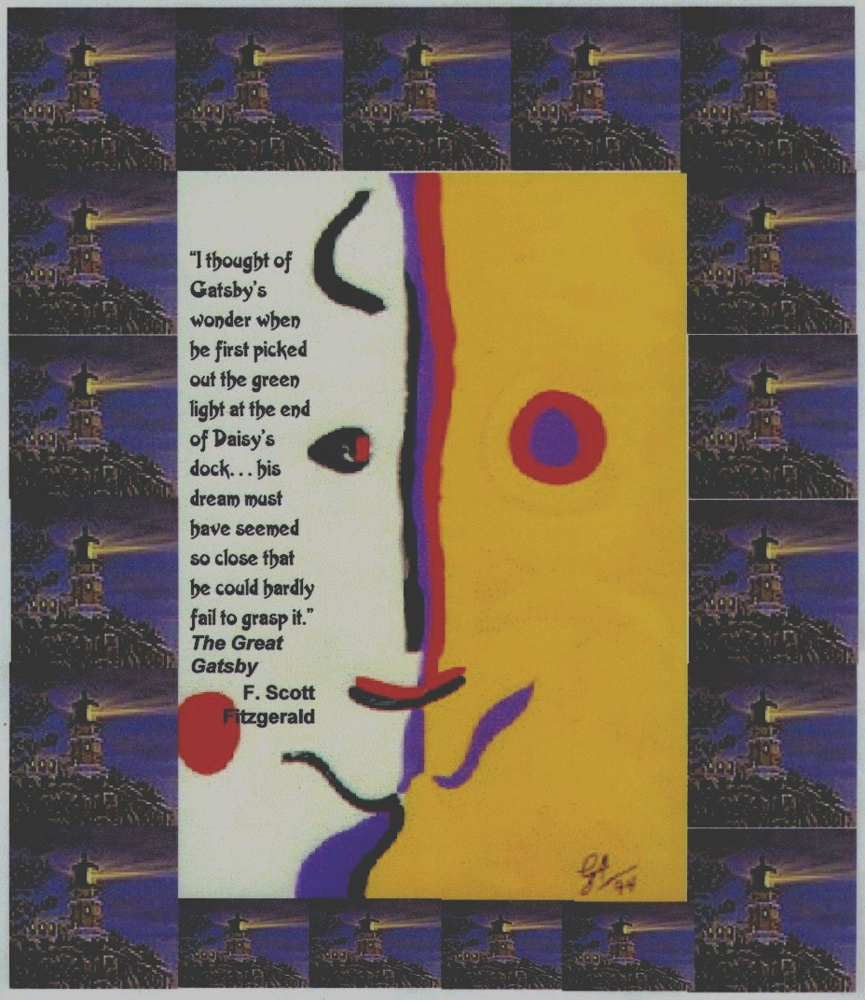 “I thought of
Gatsby’s
wonder when
he first picked
out the green
light at the end
of Daisy’s
dock... his
dream must
have seemed
so close that
he could hardly
fail to grasp it.”
The Great
Gatsby
F. Scott
Fitzgerald